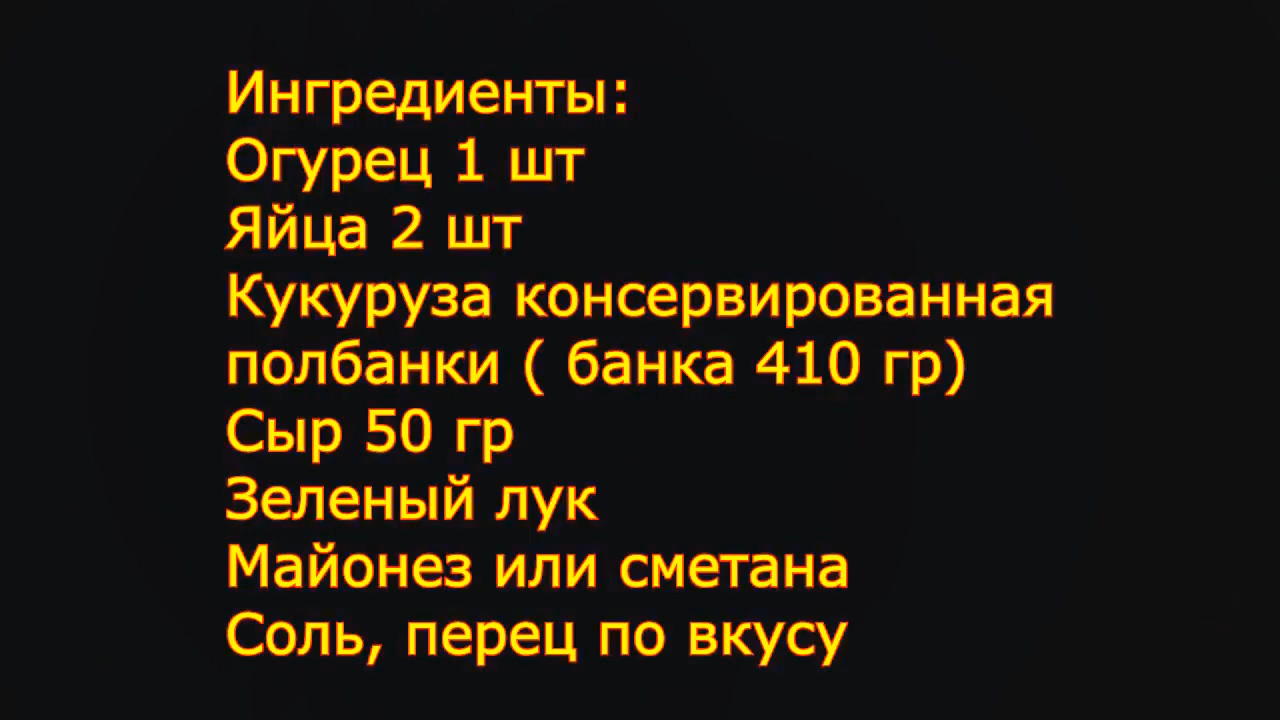 Ингредиенты:
Огурец 1 шт
Яйца 2 шт
Кукуруза консервированная
полбанки ( банка 410 гр)
Сыр 50 гр
Зеленый лук
Майонез или сметана
Соль, перец по вкусу